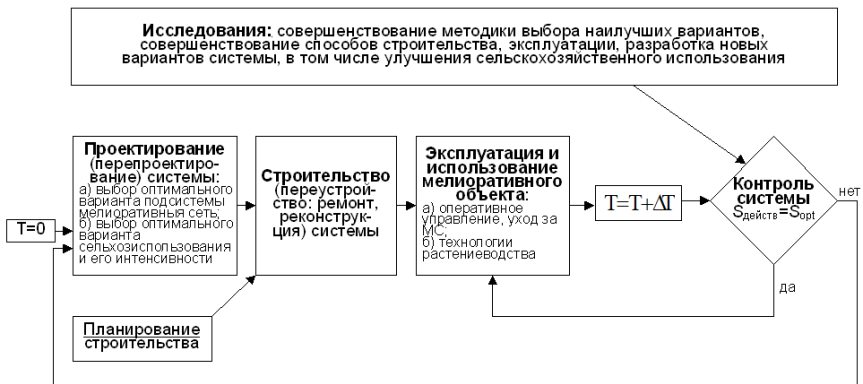 Исследования: совершенствование методики выбора наилучших вариантов,
совершенствование способов строительства, эксплуатации, разработка новых
вариантов системы, в том числе улучшения сельскохозяйственного использования
T=0
Проектирование
(перепроектиро-
вание) системы:
а) выбор оптимального
варианта подсистемы
мелиоративныя сеть;
б) выбор оптимального
варианта
сельхозиспользования
и его интенсивности
Планирование
строительства
Строительство
(переустрой-
ство: ремонт,
реконструк-
ция) системы
Эксплуатация и
использование
мелиоративного
объекта:
а) оперативное
управление, уход за
МС;
б) технологии
растениеводства
T=T+ΔT
Контроль
системы
Sдейств=Sopt
нет
да